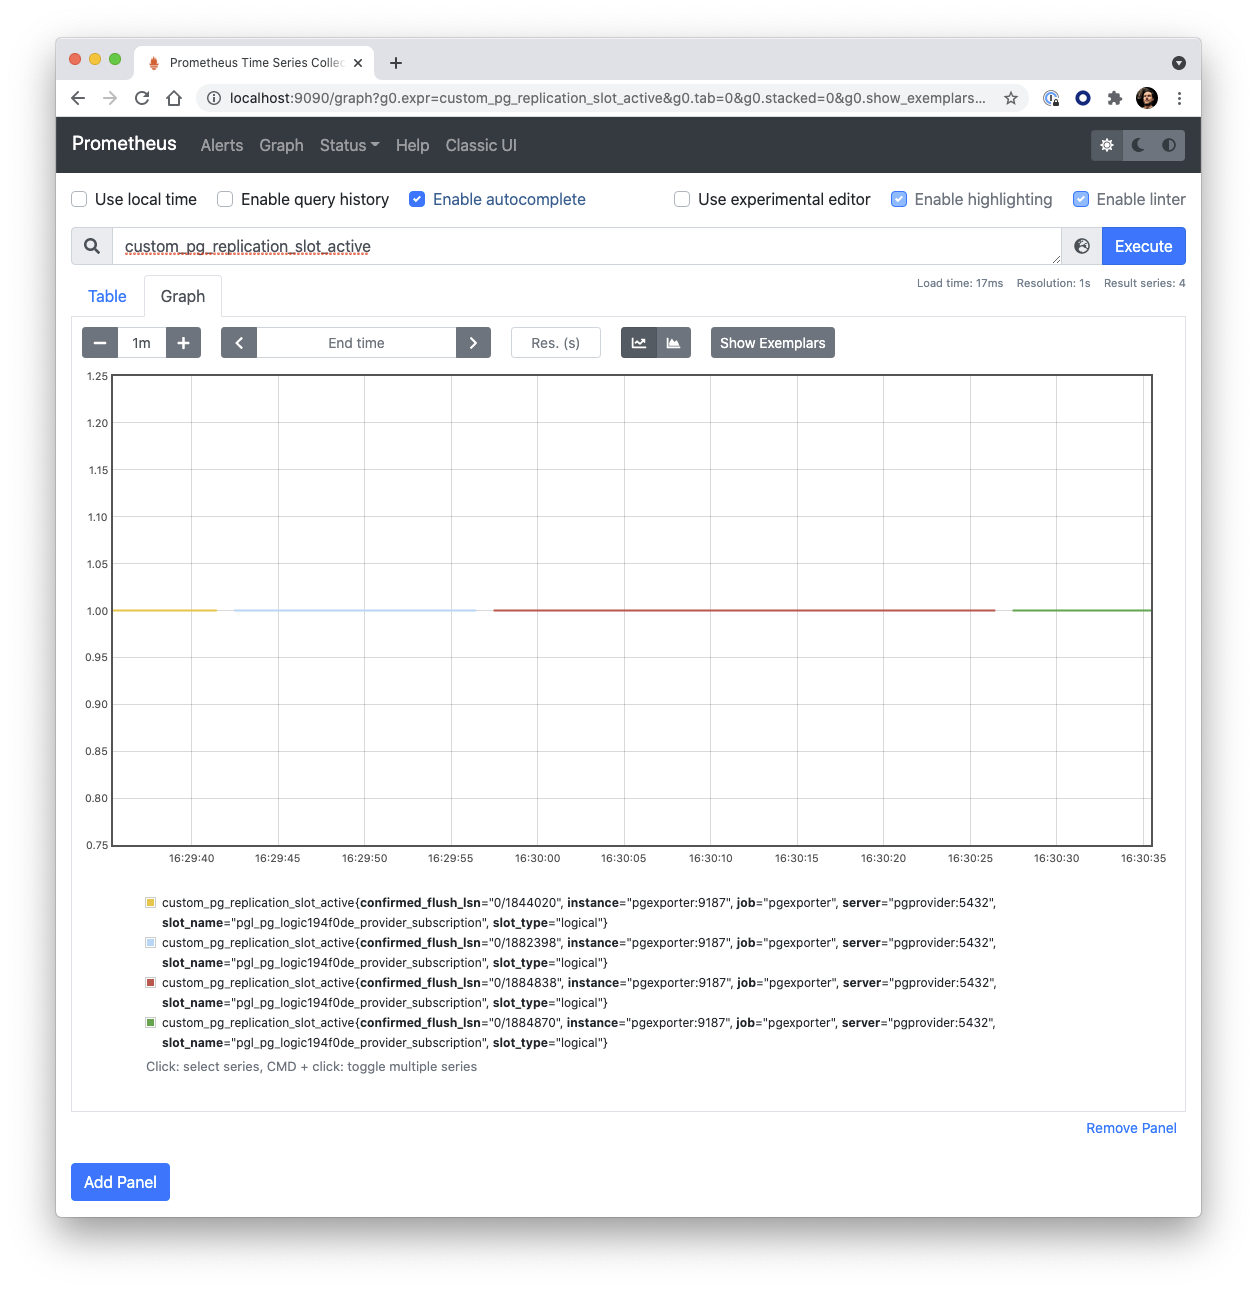 Prometheus Time Series Collec
localhost:9090/graph?g0.expr=custom_pg_replication_slot_active&g0.tab=0&g0.stacked=0&g0.show_exemplars...
Prometheus Alerts Graph Status Help Classic UI
Use local time Enable query history Enable autocomplete Use experimental editor Enable highlighting Enable linter
custom_pg_replication_slot_active Execute
Load time: 17ms Resolution: 1s Result series: 4
Table Graph
1m End time Res. (s) Show Exemplars
1.25
1.20
1.15
1.10
1.05
1.00
0.95
0.90
0.85
0.80
0.75
16:29:40 16:29:45 16:29:50 16:29:55 16:30:00 16:30:05 16:30:10 16:30:15 16:30:20 16:30:25 16:30:30 16:30:35
custom_pg_replication_slot_active{confirmed_flush_lsn="0/1844020", instance="pgexporter:9187", job="pgexporter", server="pgprovider:5432",
slot_name="pgl_pg_logic194f0de_provider_subscription", slot_type="logical"}
custom_pg_replication_slot_active{confirmed_flush_lsn="0/1882398", instance="pgexporter:9187", job="pgexporter", server="pgprovider:5432",
slot_name="pgl_pg_logic194f0de_provider_subscription", slot_type="logical"}
custom_pg_replication_slot_active{confirmed_flush_lsn="0/1884838", instance="pgexporter:9187", job="pgexporter", server="pgprovider:5432",
slot_name="pgl_pg_logic194f0de_provider_subscription", slot_type="logical"}
custom_pg_replication_slot_active{confirmed_flush_lsn="0/1884870", instance="pgexporter:9187", job="pgexporter", server="pgprovider:5432",
slot_name="pgl_pg_logic194f0de_provider_subscription", slot_type="logical"}
Click: select series, CMD + click: toggle multiple series
Remove Panel
Add Panel